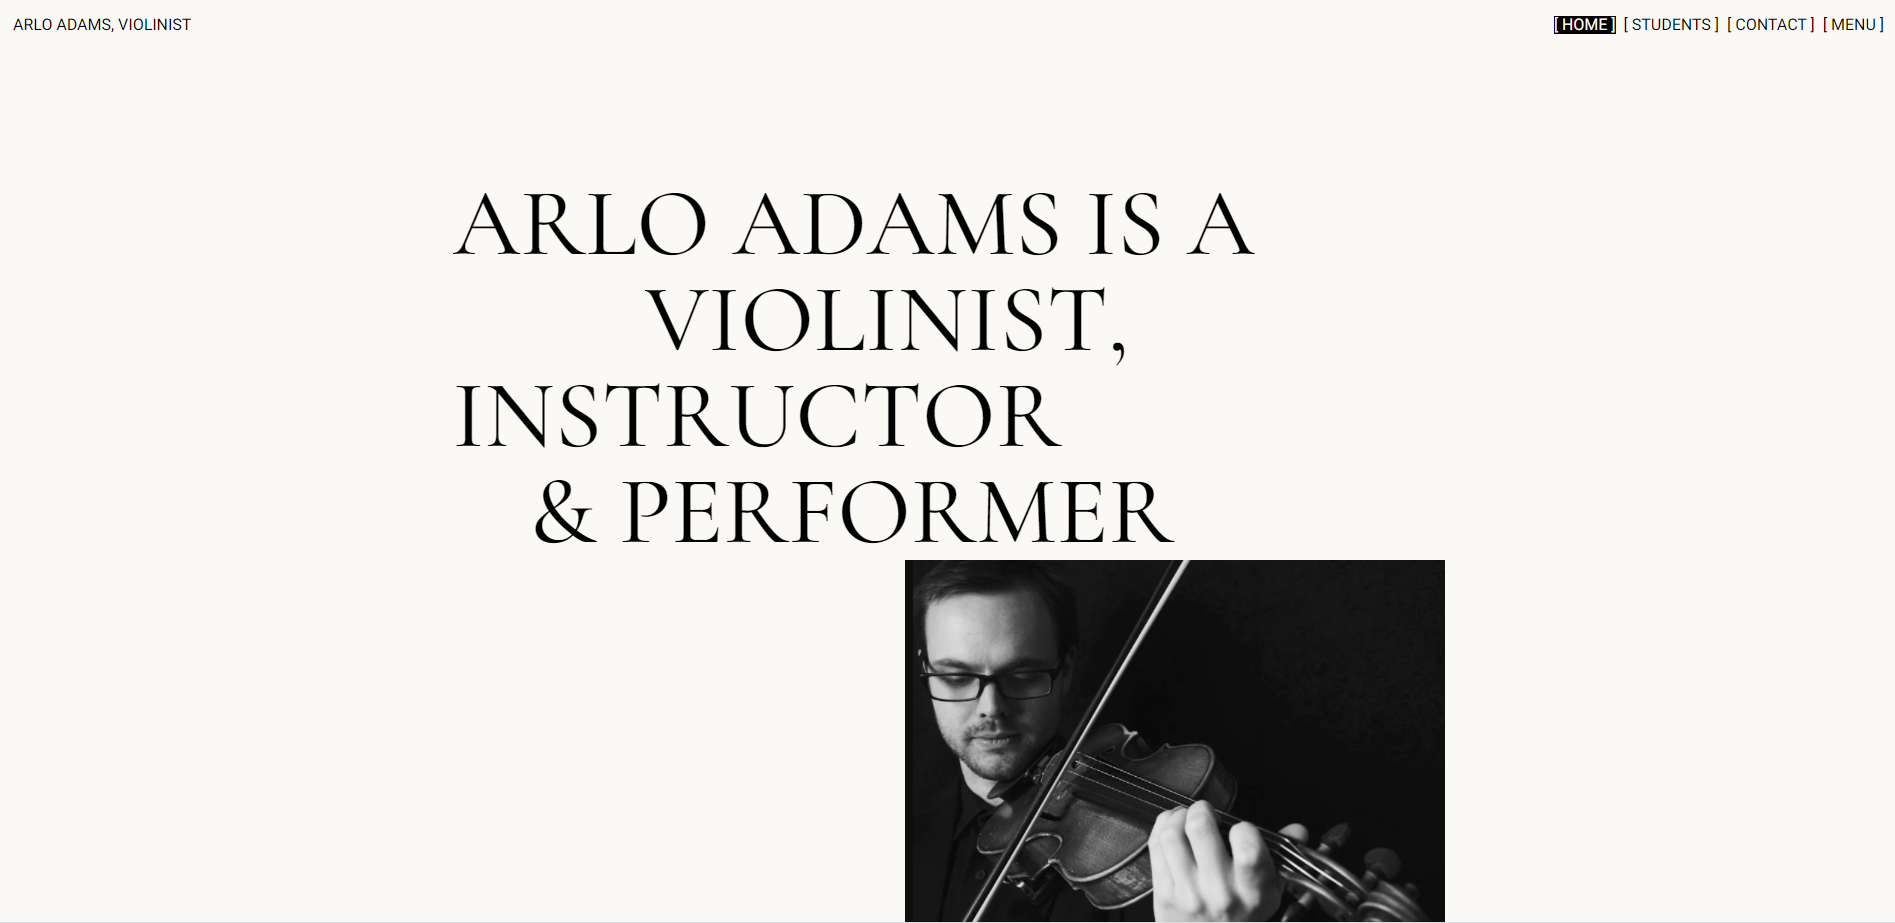 ARLO ADAMS, VIOLINIST
[ HOME ] [ STUDENTS ] [ CONTACT ] [ MENU ]
ARLO ADAMS IS A
VIOLINIST,
INSTRUCTOR
& PERFORMER